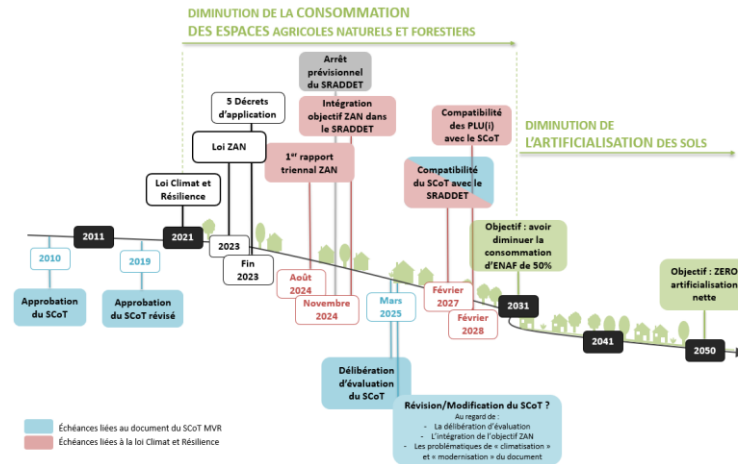 DIMINUTION DE LA CONSOMMATION
DES ESPACES AGRICOLES NATURELS ET FORESTIERS
Arrêt
prévisionnel
du SRADDET
5 Décrets
d'application
Intégration
objectif ZAN dans
le SRADDET
Compatibilité
des PLU(i)
avec le SCoT
DIMINUTION DE
L'ARTIFICIALISATION DES SOLS
Loi ZAN
1er rapport
triennal ZAN
Compatibilité
du SCoT avec le
SRADDET
Loi Climat et
Résilience
2011
2021
2023
Fin
2023
Objectif : avoir
diminuer la
consommation
d'ENAF de 50%
2010
2019
Août
2024
Objectif : ZERO
artificialisation
nette
Approbation
du SCoT
Approbation
du SCoT révisé
Novembre
2024
Mars
2025
Février
2027
Février
2028
2031
2041
2050
Délibération
d'évaluation
du SCoT
Révision/Modification du SCoT ?
Au regard de :
- La délibération d'évaluation
- L'intégration de l'objectif ZAN
- Les problématiques de « climatisation »
et « modernisation » du document
Échéances liées au document du SCoT MVR
Échéances liées à la loi Climat et Résilience